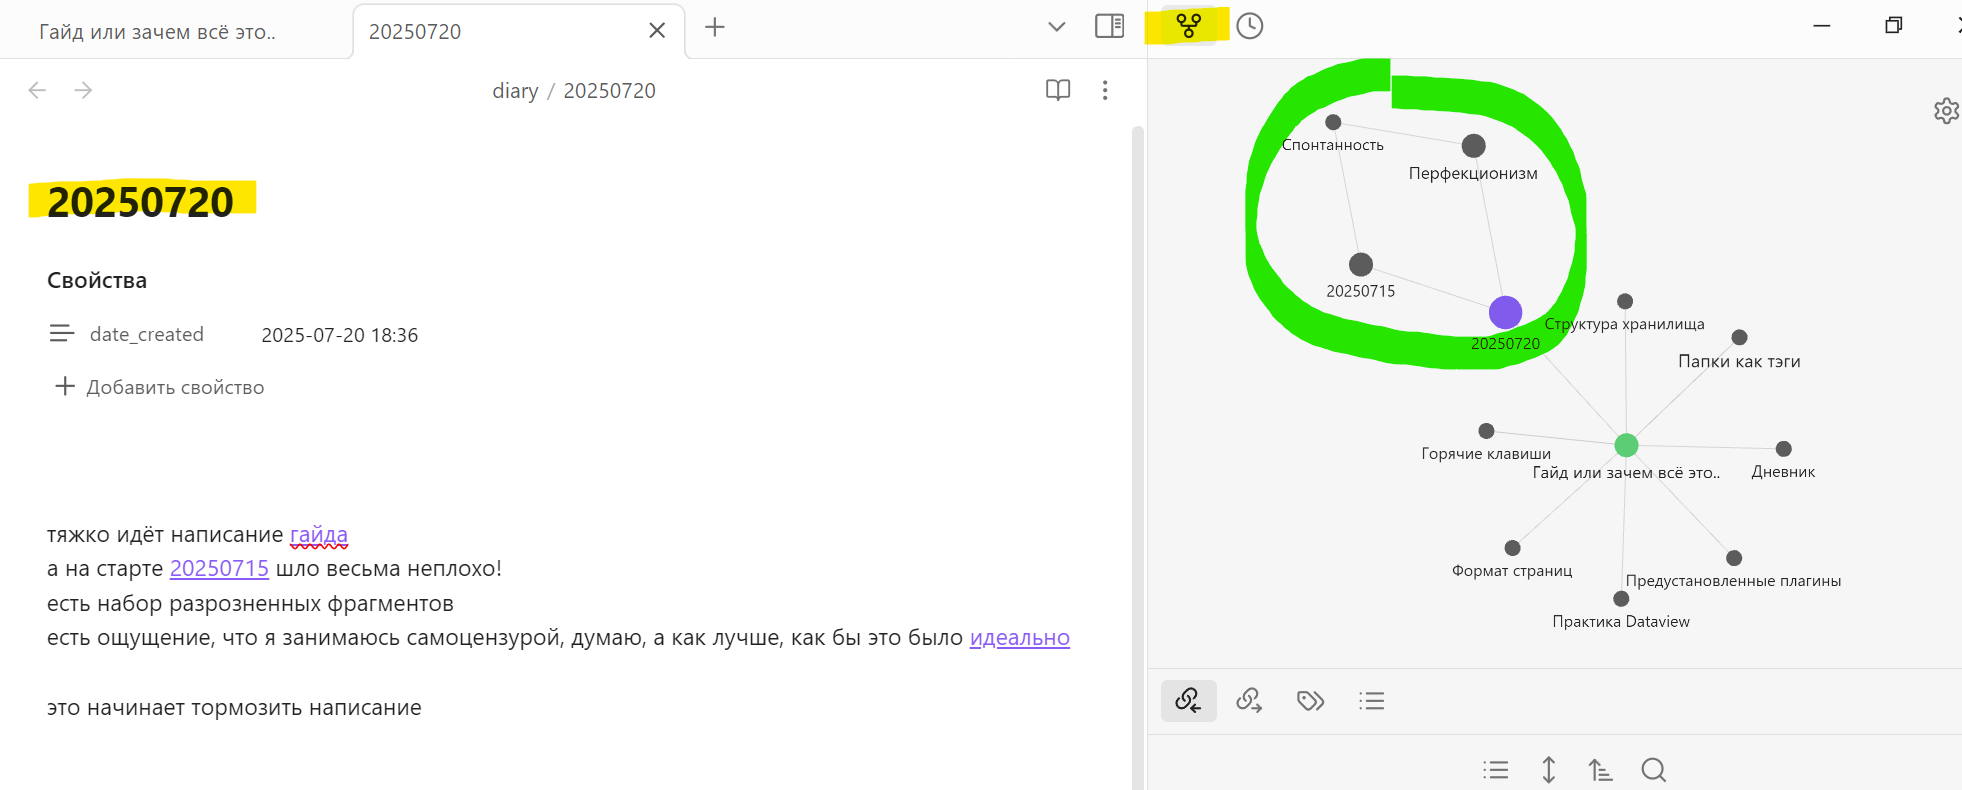 Гайд или зачем всё это..
20250720
diary / 20250720
20250720
Свойства
date_created 2025-07-20 18:36
Добавить свойство
тяжко идёт написание гайда
а на старте 20250715 шло весьма неплохо!
есть набор разрозненных фрагментов
есть ощущение, что я занимаюсь самоцензурой, думаю, а как лучше, как бы это было идеально
это начинает тормозить написание
Спонтанность
Перфекционизм
20250715
20250720
Структура хранилища
Папки как тэги
Горячие клавиши
Гайд или зачем всё это..
Дневник
Формат страниц
Предустановленные плагины
Практика Dataview